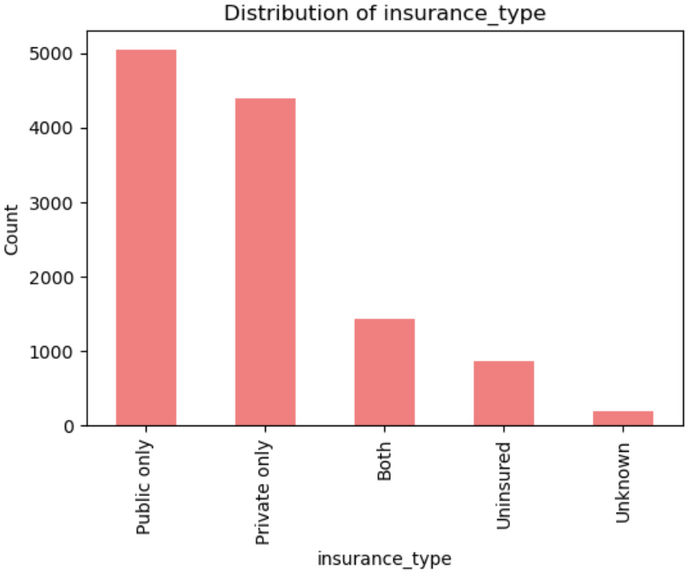 Distribution of insurance_type
5000
4000
3000
2000
1000
0
Count
Public only
Private only
Both
Uninsured
Unknown
insurance_type